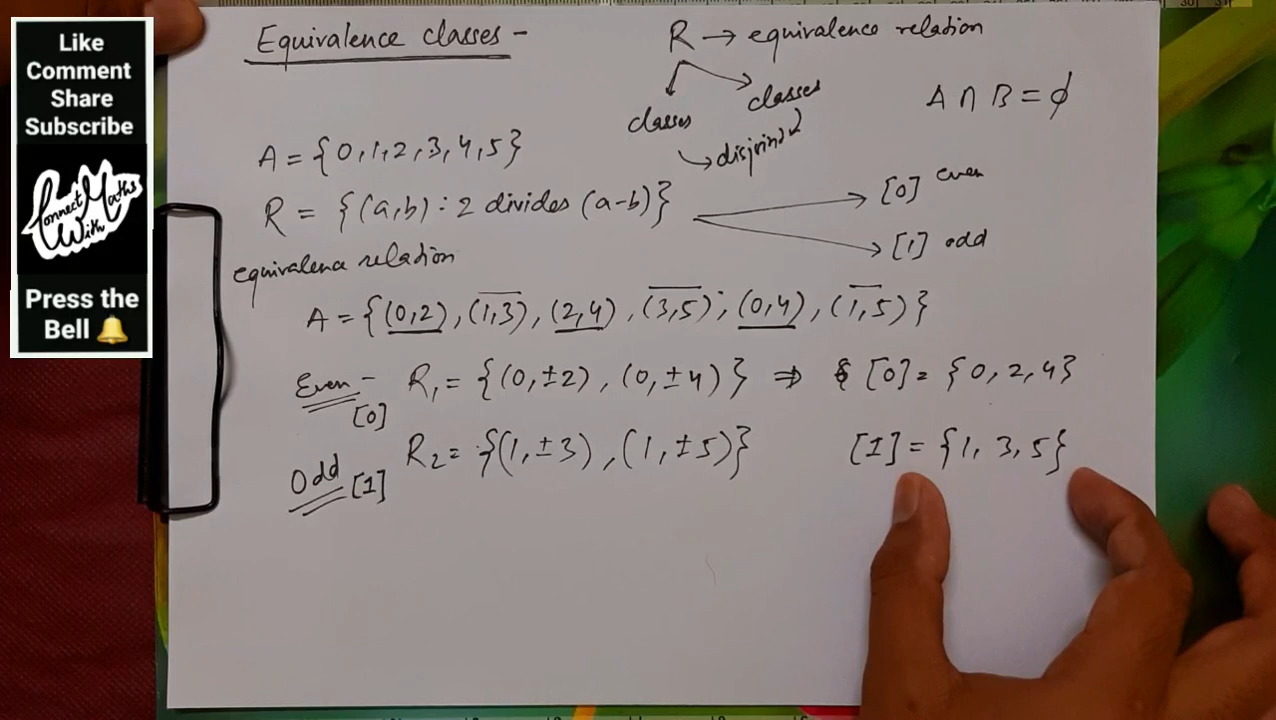 Like
Comment
Share
Subscribe
Connect Maths With
Press the
Bell 🔔
Equivalence classes -
R → equivalence relation
classes classes
→ disjoint
A ∩ B = ϕ
A = {0,1,2,3,4,5}
R = {(a,b) : 2 divides (a-b)}
[0] even
[1] odd
equivalence relation
A = {(0,2), (1,3), (2,4), (3,5), (0,4), (1,5)}
Even - [0] R₁ = {(0,±2), (0,±4)} ⇒ [0] = {0,2,4}
Odd [1] R₂ = {(1,±3), (1,±5)} [1] = {1,3,5}